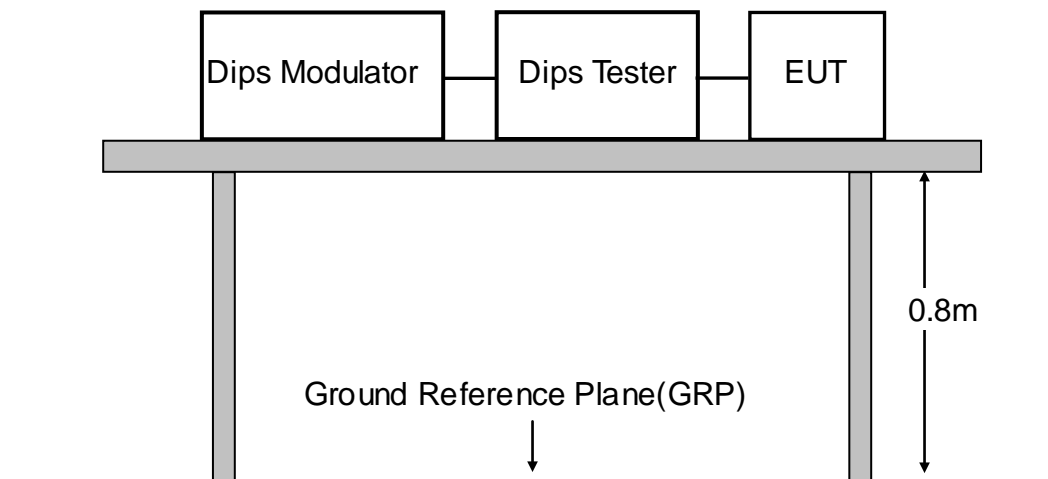 Dips Modulator
Dips Tester
EUT
0.8m
Ground Reference Plane(GRP)